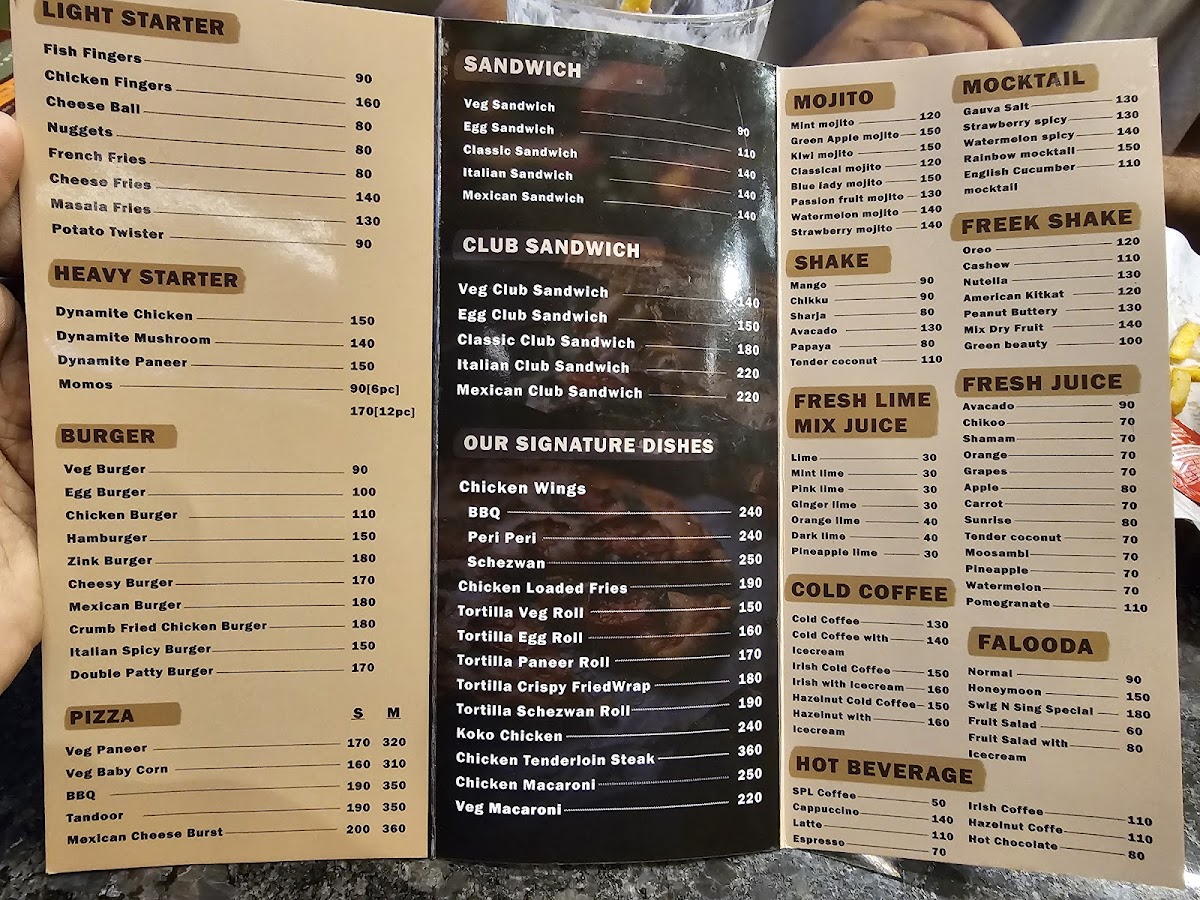 LIGHT STARTER
Fish Fingers 90
Chicken Fingers 160
Cheese Ball 80
Nuggets 80
French Fries 80
Cheese Fries 140
Masala Fries 130
Potato Twister 90
HEAVY STARTER
Dynamite Chicken 150
Dynamite Mushroom 140
Dynamite Paneer 150
Momos 90[6pc]
170[12pc]
BURGER
Veg Burger 90
Egg Burger 100
Chicken Burger 110
Hamburger 150
Zink Burger 180
Cheesy Burger 170
Mexican Burger 180
Crumb Fried Chicken Burger 180
Italian Spicy Burger 150
Double Patty Burger 170
PIZZA S M
Veg Paneer 170 320
Veg Baby Corn 160 310
BBQ 190 350
Tandoor 190 350
Mexican Cheese Burst 200 360
SANDWICH
Veg Sandwich 90
Egg Sandwich 110
Classic Sandwich 140
Italian Sandwich 140
Mexican Sandwich 140
CLUB SANDWICH
Veg Club Sandwich 140
Egg Club Sandwich 150
Classic Club Sandwich 180
Italian Club Sandwich 220
Mexican Club Sandwich 220
OUR SIGNATURE DISHES
Chicken Wings
BBQ 240
Peri Peri 240
Schezwan 250
Chicken Loaded Fries 190
Tortilla Veg Roll 150
Tortilla Egg Roll 160
Tortilla Paneer Roll 170
Tortilla Crispy FriedWrap 180
Tortilla Schezwan Roll 190
Koko Chicken 240
Chicken Tenderloin Steak 360
Chicken Macaroni 250
Veg Macaroni 220
MOJITO
Mint mojito 120
Green Apple mojito 150
Kiwi mojito 150
Classical mojito 120
Blue lady mojito 150
Passion fruit mojito 130
Watermelon mojito 140
Strawberry mojito 140
SHAKE
Mango 90
Chikku 90
Sharja 80
Avacado 130
Papaya 80
Tender coconut 110
FRESH LIME
MIX JUICE
Lime 30
Mint lime 30
Pink lime 30
Ginger lime 30
Orange lime 40
Dark lime 40
Pineapple lime 30
COLD COFFEE
Cold Coffee 130
Cold Coffee with 140
Icecream
Irish Cold Coffee 150
Irish with Icecream 160
Hazelnut Cold Coffee 150
Hazelnut with 160
Icecream
HOT BEVERAGE
SPL Coffee 50
Cappuccino 140
Latte 110
Espresso 70
MOCKTAIL
Gauva Salt 130
Strawberry spicy 130
Watermelon spicy 140
Rainbow mocktail 150
English Cucumber 110
mocktail
FREEK SHAKE
Oreo 120
Cashew 110
Nutella 130
American Kitkat 120
Peanut Buttery 130
Mix Dry Fruit 140
Green beauty 100
FRESH JUICE
Avacado 90
Chikoo 70
Shamam 70
Orange 70
Grapes 70
Apple 80
Carrot 70
Sunrise 80
Tender coconut 70
Moosambi 70
Pineapple 70
Watermelon 70
Pomegranate 110
FALOODA
Normal 90
Honeymoon 150
Swig N Sing Special 180
Fruit Salad 60
Fruit Salad with 80
Icecream
Irish Coffee 110
Hazelnut Coffe 110
Hot Chocolate 80